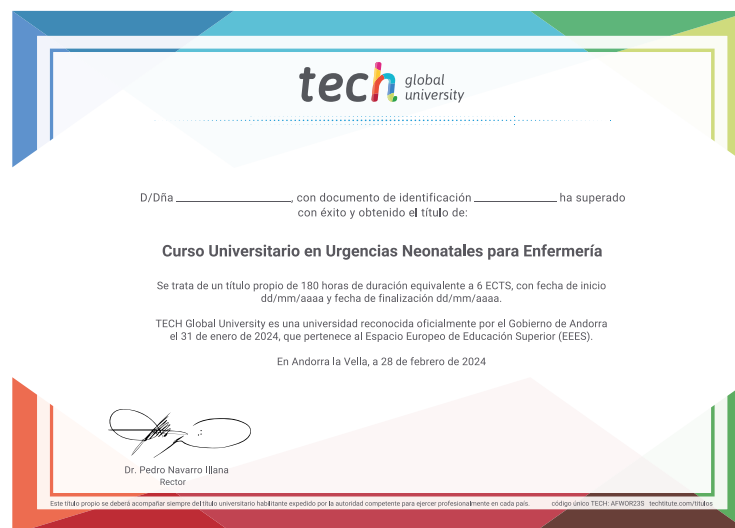 tech global university
D/Dña ____________________, con documento de identificación ______________ ha superado
con éxito y obtenido el título de:
Curso Universitario en Urgencias Neonatales para Enfermería
Se trata de un título propio de 180 horas de duración equivalente a 6 ECTS, con fecha de inicio
dd/mm/aaaa y fecha de finalización dd/mm/aaaa.
TECH Global University es una universidad reconocida oficialmente por el Gobierno de Andorra
el 31 de enero de 2024, que pertenece al Espacio Europeo de Educación Superior (EEES).
En Andorra la Vella, a 28 de febrero de 2024
Dr. Pedro Navarro Illana
Rector
Este título propio se deberá acompañar siempre del título universitario habilitante expedido por la autoridad competente para ejercer profesionalmente en cada país. código único TECH: AFWOR23S techtitute.com/titulos